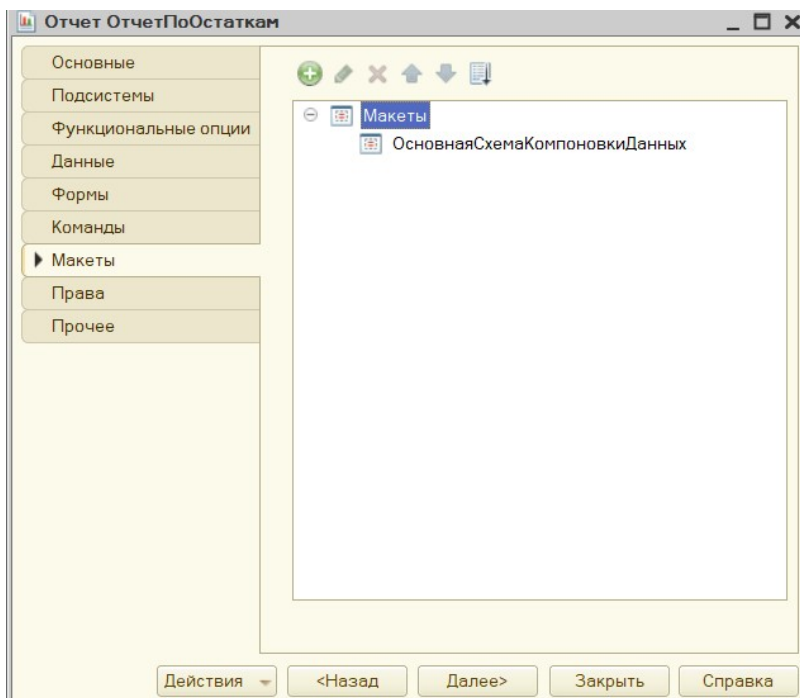 Отчет ОтчетПоОстаткам
Основные
Подсистемы
Функциональные опции
Данные
Формы
Команды
Макеты
Права
Прочее
Макеты
ОсновнаяСхемаКомпоновкиДанных
Действия
<Назад
Далее>
Закрыть
Справка